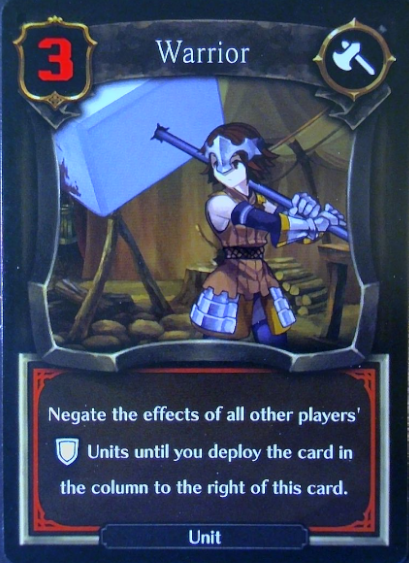 3
Warrior
Negate the effects of all other players'
Units until you deploy the card in
the column to the right of this card.
Unit